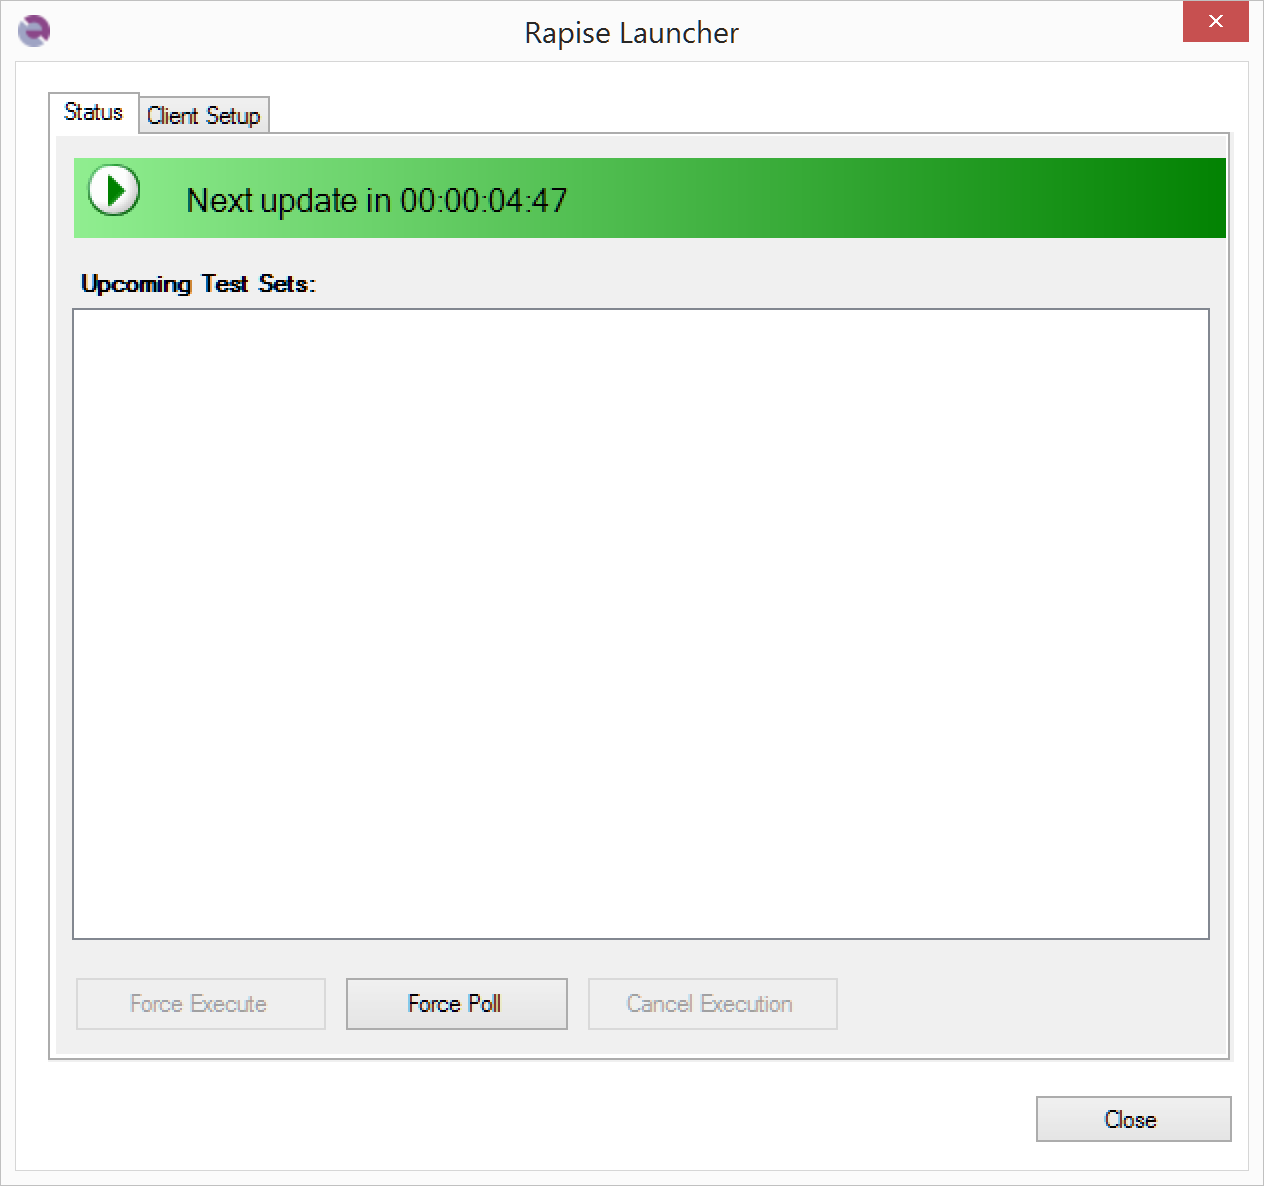 Rapise Launcher
Status
Client Setup
Next update in 00:00:04:47
Upcoming Test Sets:
Force Execute
Force Poll
Cancel Execution
Close